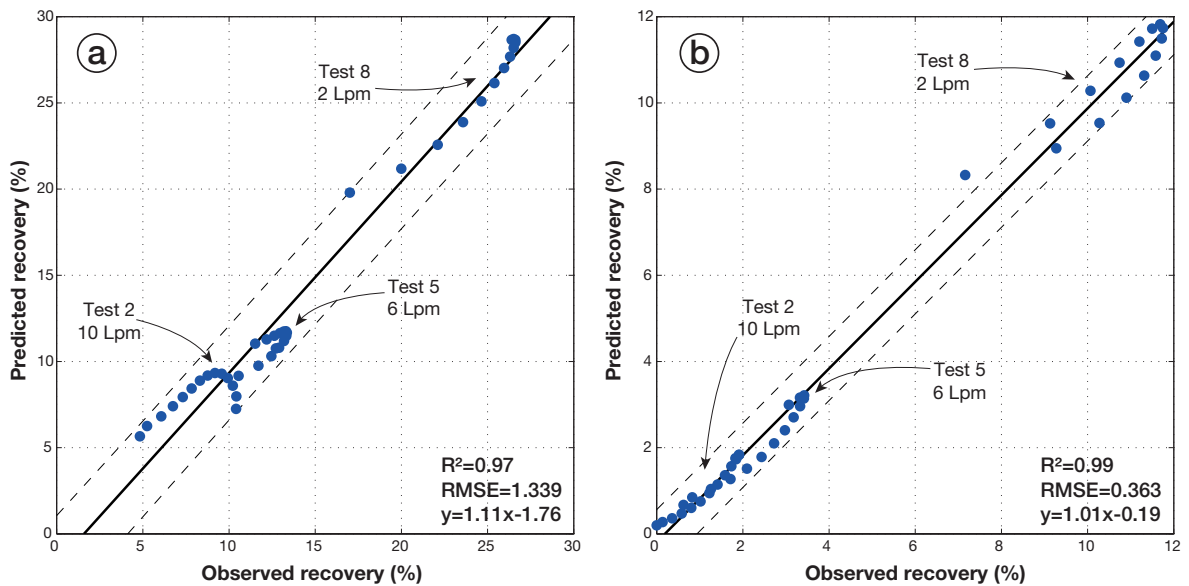 a
Predicted recovery (%)
30
25
20
15
10
5
0
Test 8
2 Lpm
Test 5
6 Lpm
Test 2
10 Lpm
R²=0.97
RMSE=1.339
y=1.11x-1.76
0 5 10 15 20 25 30
Observed recovery (%)
b
Predicted recovery (%)
12
10
8
6
4
2
0
Test 8
2 Lpm
Test 2
10 Lpm
Test 5
6 Lpm
R²=0.99
RMSE=0.363
y=1.01x-0.19
0 2 4 6 8 10 12
Observed recovery (%)